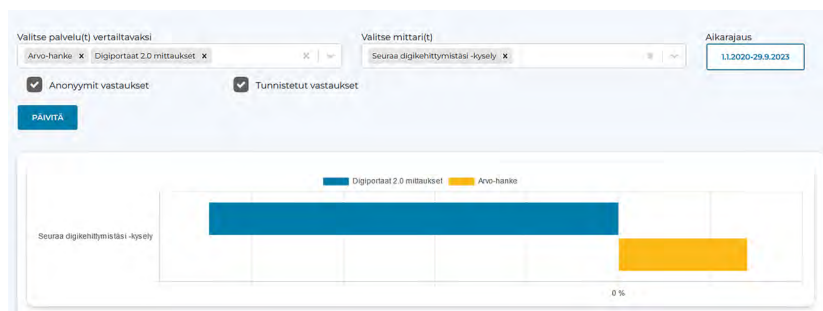 Valitse palvelu(t) vertailtavaksi
Valitse mittari(t)
Aikarajaus
Arvo-hanke x Digiportaat 2.0 mittaukset x
Seuraa digikehittymistäsi -kysely x
1.1.2020-29.9.2023
Anonyymit vastaukset
Tunnistetut vastaukset
PÄIVITÄ
Digiportaat 2.0 mittaukset Arvo-hanke
Seuraa digikehittymistäsi -kysely
0 %